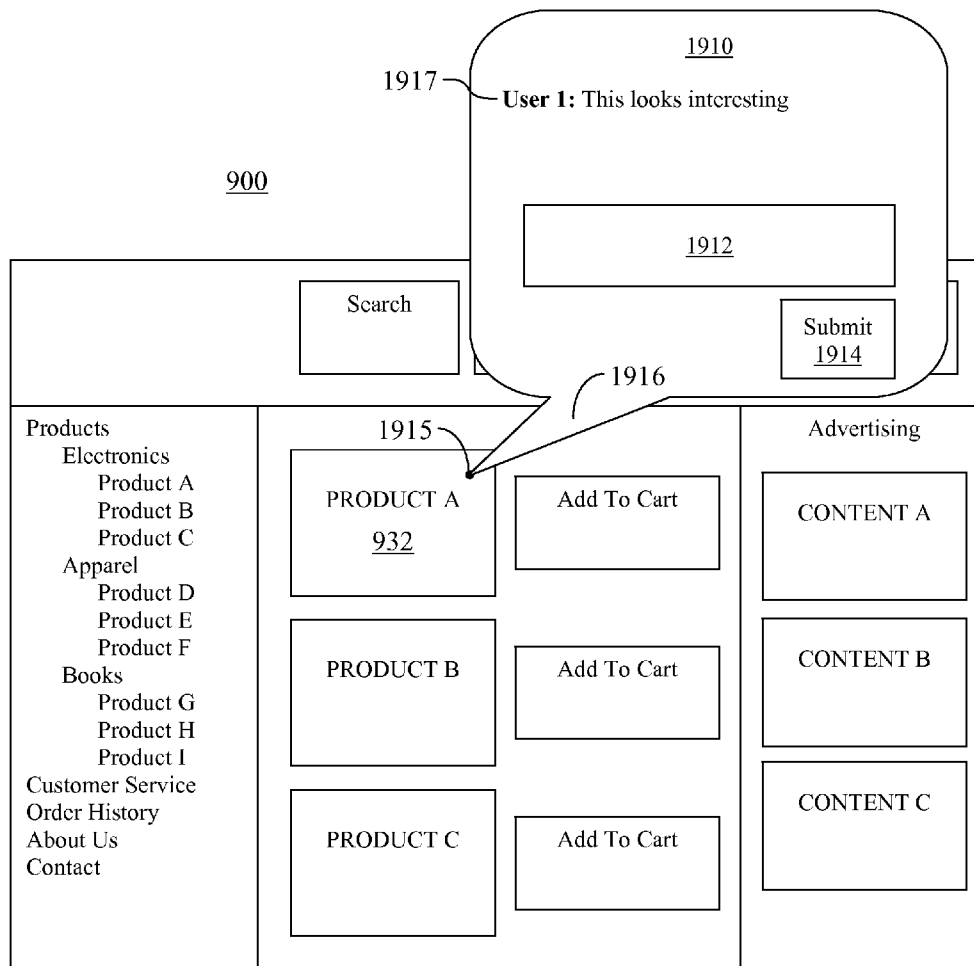 1910
1917
User 1: This looks interesting
900
1912
Search
Submit
1914
1916
Products
Electronics
Product A
Product B
Product C
Apparel
Product D
Product E
Product F
Books
Product G
Product H
Product I
Customer Service
Order History
About Us
Contact
1915
PRODUCT A
932
Add To Cart
PRODUCT B
Add To Cart
PRODUCT C
Add To Cart
Advertising
CONTENT A
CONTENT B
CONTENT C